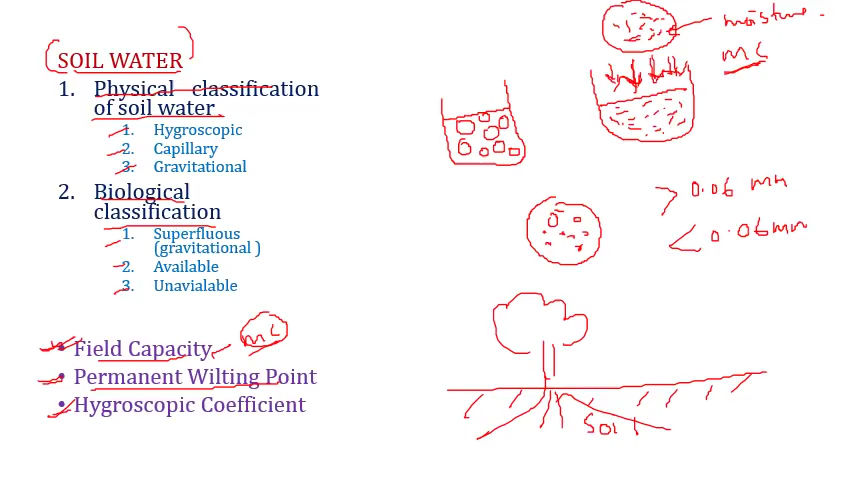 SOIL WATER
1. Physical classification
of soil water
1. Hygroscopic
2. Capillary
3. Gravitational
2. Biological
classification
1. Superfluous
(gravitational )
2. Available
3. Unavialable
• Field Capacity
• Permanent Wilting Point
• Hygroscopic Coefficient
mc
moisture
mc
> 0.06 mm
< 0.06mm
Soil